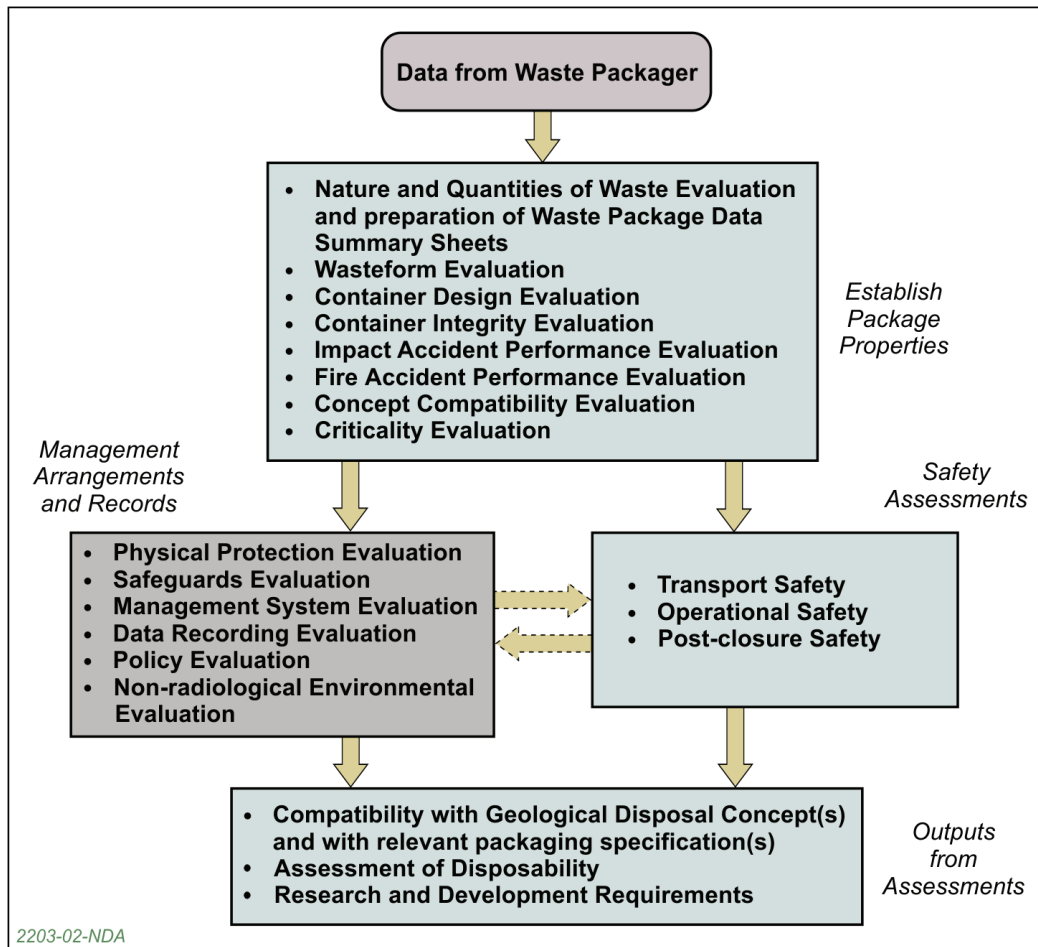 Data from Waste Packager
• Nature and Quantities of Waste Evaluation
and preparation of Waste Package Data
Summary Sheets
• Wasteform Evaluation
• Container Design Evaluation
• Container Integrity Evaluation
• Impact Accident Performance Evaluation
• Fire Accident Performance Evaluation
• Concept Compatibility Evaluation
• Criticality Evaluation
Establish
Package
Properties
Management
Arrangements
and Records
Safety
Assessments
• Physical Protection Evaluation
• Safeguards Evaluation
• Management System Evaluation
• Data Recording Evaluation
• Policy Evaluation
• Non-radiological Environmental
Evaluation
• Transport Safety
• Operational Safety
• Post-closure Safety
• Compatibility with Geological Disposal Concept(s)
and with relevant packaging specification(s)
• Assessment of Disposability
• Research and Development Requirements
Outputs
from
Assessments
2203-02-NDA